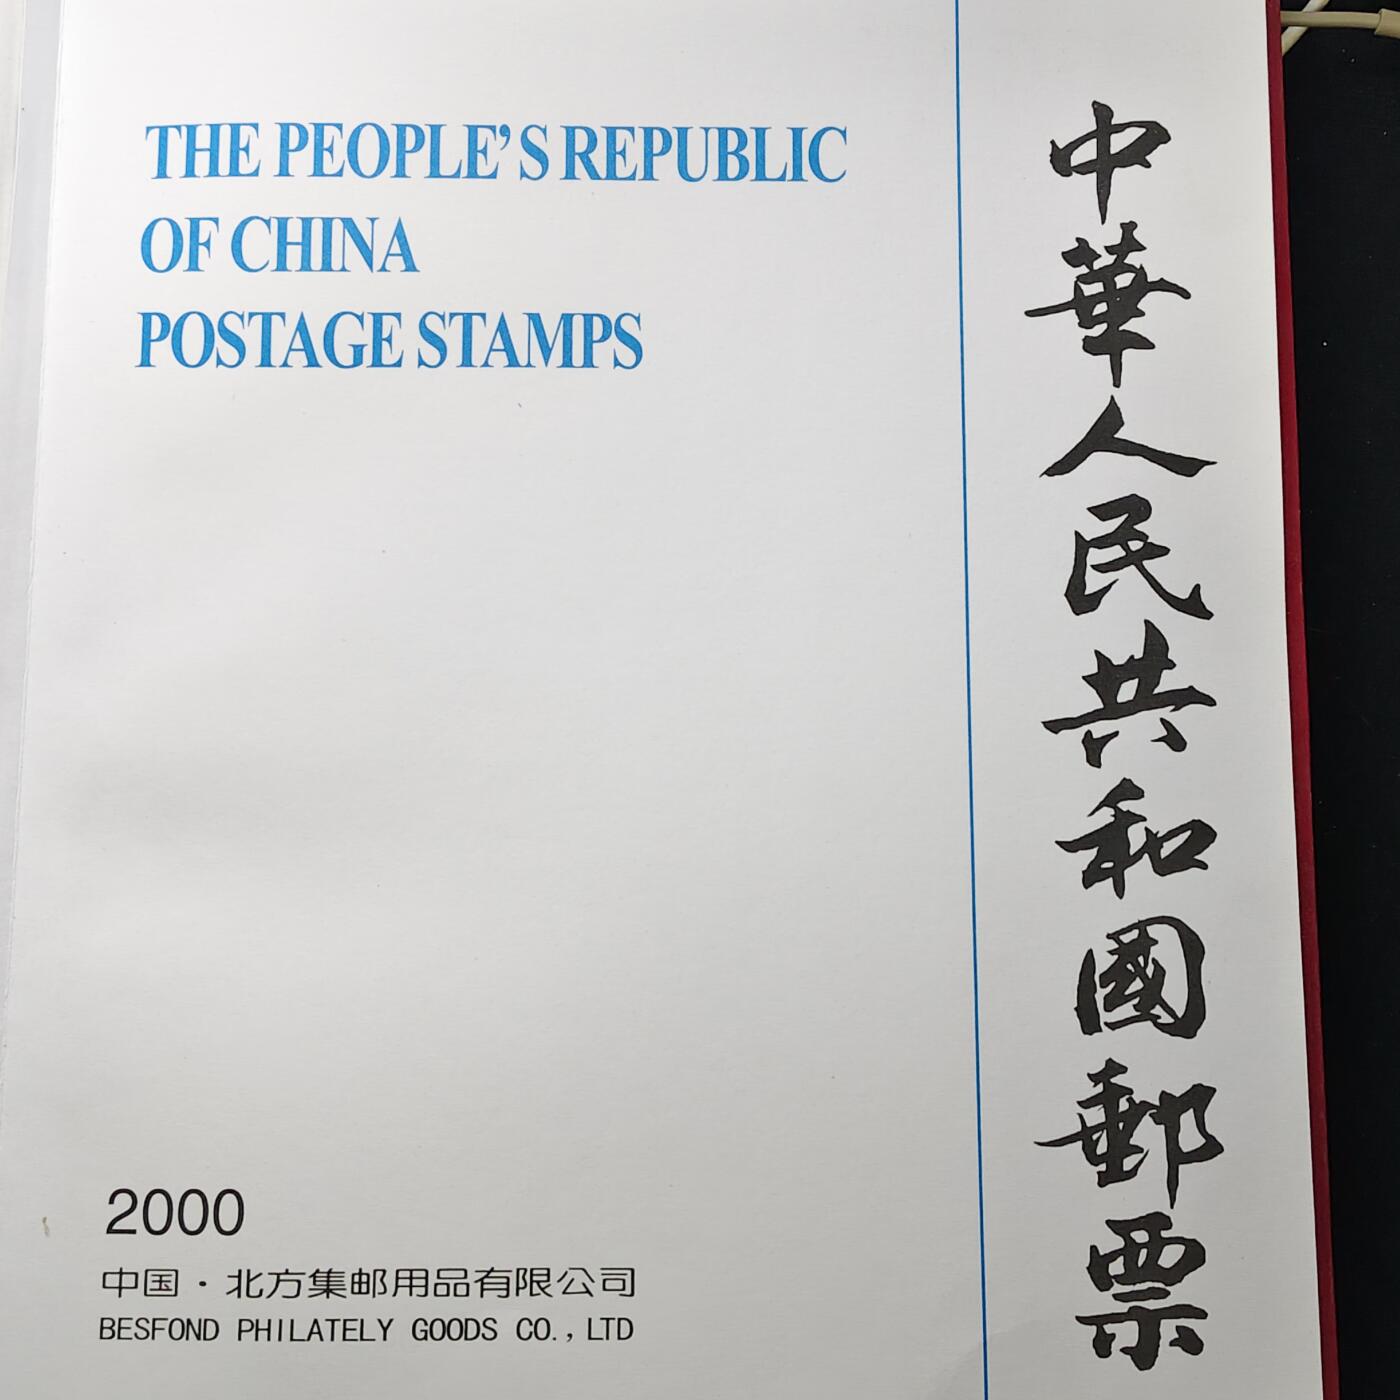 THE PEOPLE'S REPUBLIC
OF CHINA
POSTAGE STAMPS
中華人民共和國郵票
2000
中国·北方集邮用品有限公司
BESFOND PHILATELY GOODS CO., LTD